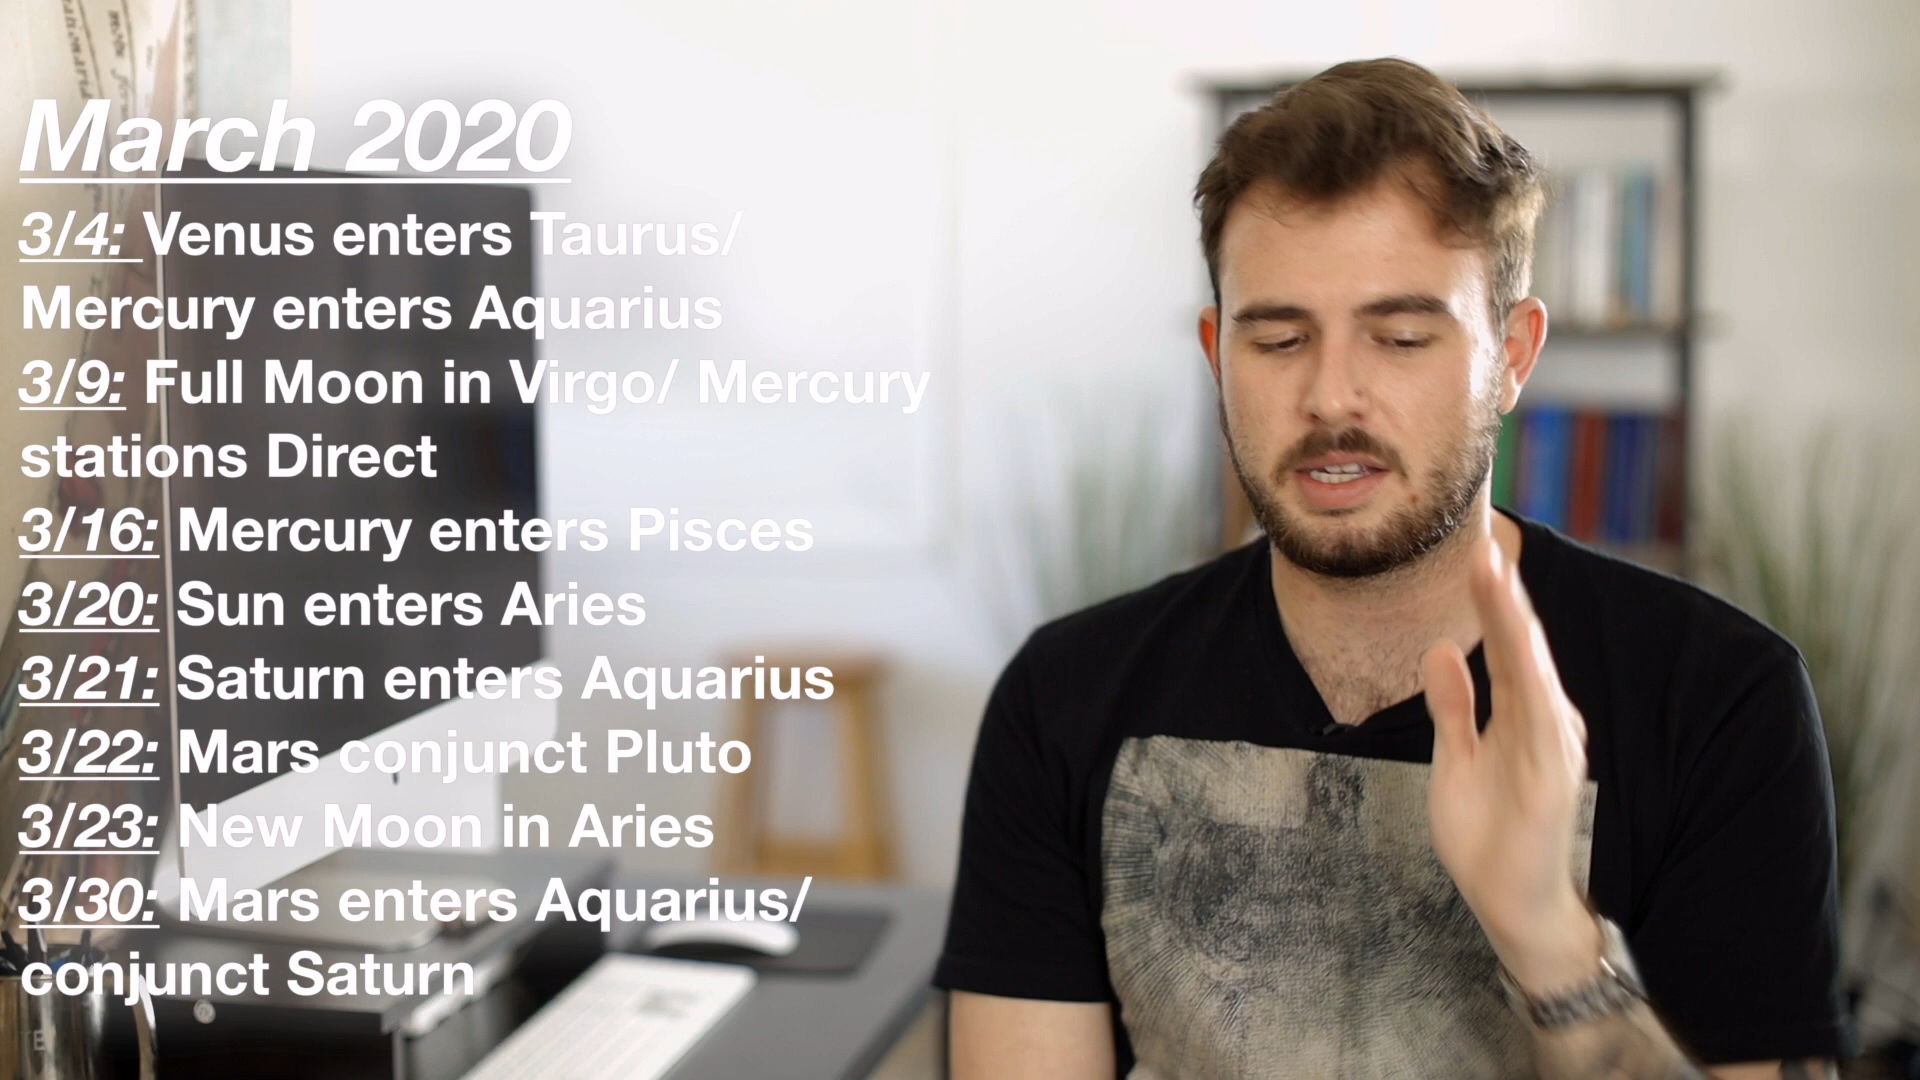 March 2020
3/4: Venus enters Taurus/
Mercury enters Aquarius
3/9: Full Moon in Virgo/ Mercury
stations Direct
3/16: Mercury enters Pisces
3/20: Sun enters Aries
3/21: Saturn enters Aquarius
3/22: Mars conjunct Pluto
3/23: New Moon in Aries
3/30: Mars enters Aquarius/
conjunct Saturn